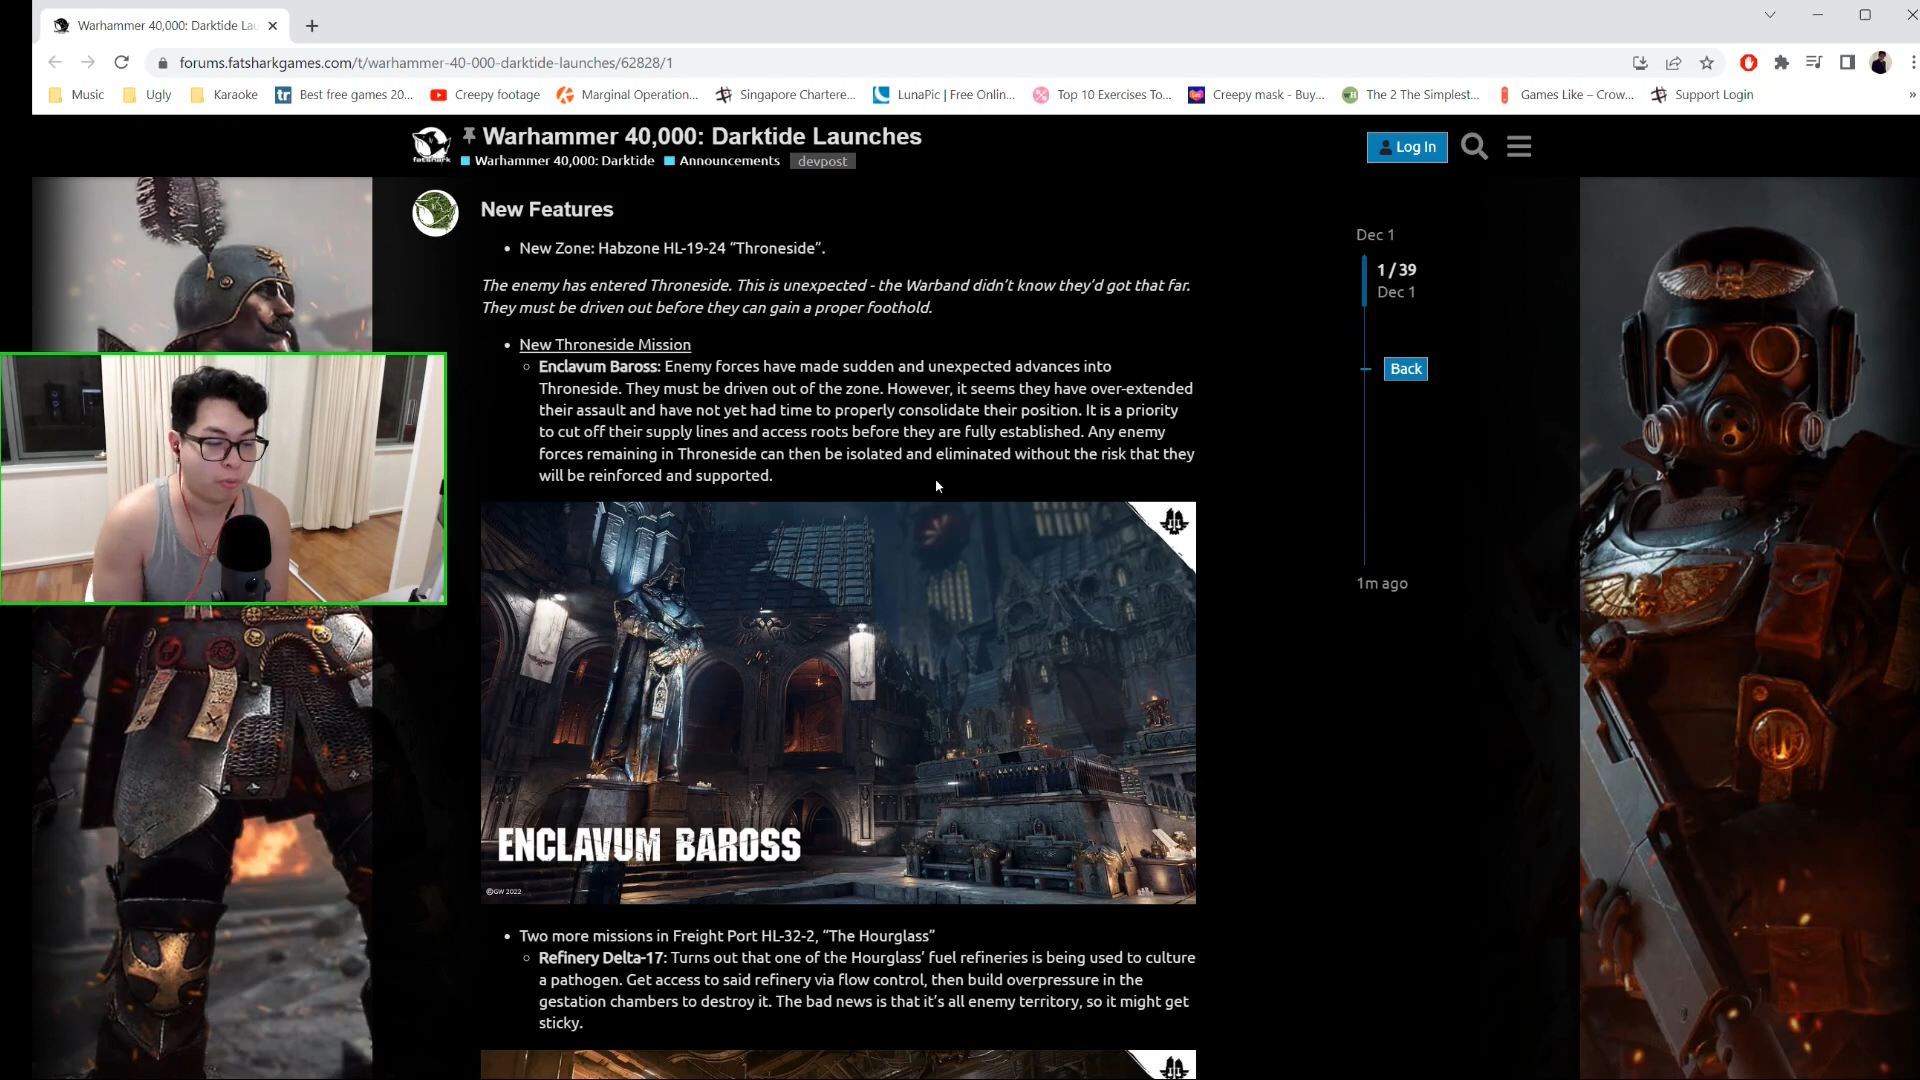 Warhammer 40,000: Darktide Lau
forums.fatsharkgames.com/t/warhammer-40-000-darktide-launches/62828/1
Music
Ugly
Karaoke
Best free games 20...
Creepy footage
Marginal Operation...
Singapore Chartere...
LunaPic | Free Onlin...
Top 10 Exercises To...
Creepy mask - Buy...
The 2 The Simplest...
Games Like – Crow...
Support Login
»
fatshark
Warhammer 40,000: Darktide Launches
Warhammer 40,000: Darktide Announcements devpost
Log In
New Features
• New Zone: Habzone HL-19-24 “Throneside”.
The enemy has entered Throneside. This is unexpected - the Warband didn’t know they’d got that far.
They must be driven out before they can gain a proper foothold.
• New Throneside Mission
Enclavum Baross: Enemy forces have made sudden and unexpected advances into
Throneside. They must be driven out of the zone. However, it seems they have over-extended
their assault and have not yet had time to properly consolidate their position. It is a priority
to cut off their supply lines and access roots before they are fully established. Any enemy
forces remaining in Throneside can then be isolated and eliminated without the risk that they
will be reinforced and supported.
ENCLAVUM BAROSS
©GW 2022
• Two more missions in Freight Port HL-32-2, “The Hourglass”
Refinery Delta-17: Turns out that one of the Hourglass’ fuel refineries is being used to culture
a pathogen. Get access to said refinery via flow control, then build overpressure in the
gestation chambers to destroy it. The bad news is that it’s all enemy territory, so it might get
sticky.
Dec 1
1 / 39
Dec 1
Back
1m ago